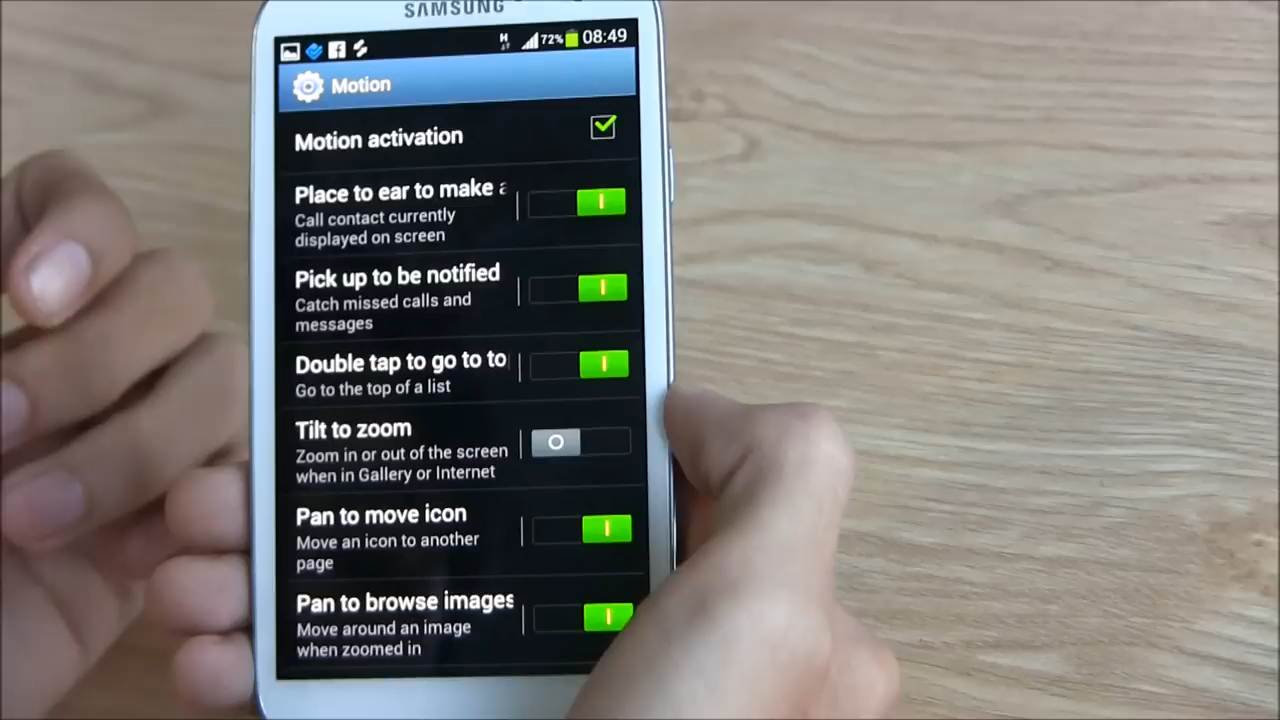 SAMSUNG
H 72% 08:49
Motion
Motion activation
Place to ear to make a
Call contact currently
displayed on screen
Pick up to be notified
Catch missed calls and
messages
Double tap to go to to
Go to the top of a list
Tilt to zoom
Zoom in or out of the screen
when in Gallery or Internet
Pan to move icon
Move an icon to another
page
Pan to browse images
Move around an image
when zoomed in